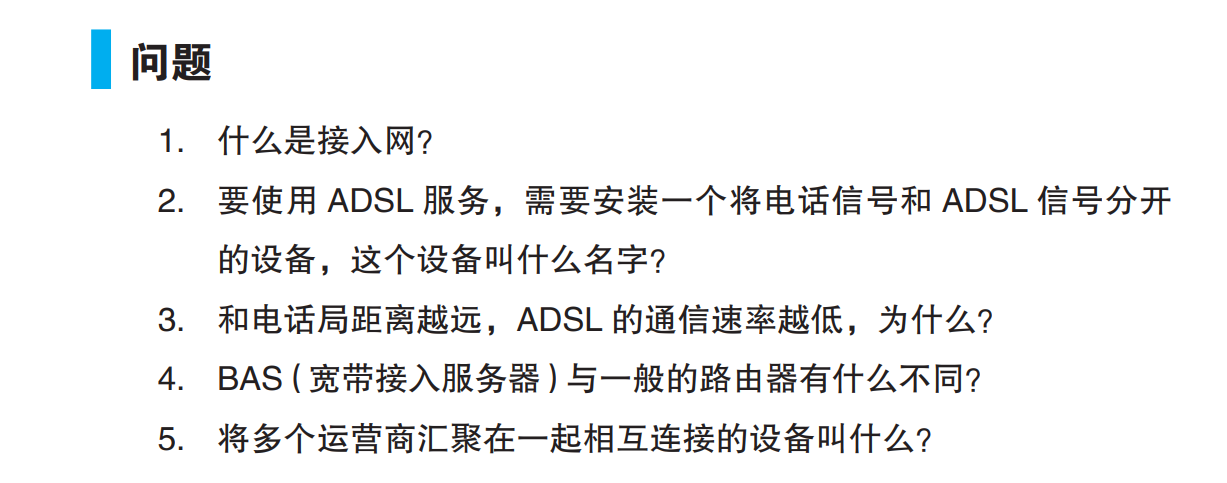 问题
1. 什么是接入网?
2. 要使用 ADSL 服务，需要安装一个将电话信号和 ADSL 信号分开
的设备，这个设备叫什么名字?
3. 和电话局距离越远，ADSL 的通信速率越低，为什么?
4. BAS ( 宽带接入服务器 ) 与一般的路由器有什么不同?
5. 将多个运营商汇聚在一起相互连接的设备叫什么?